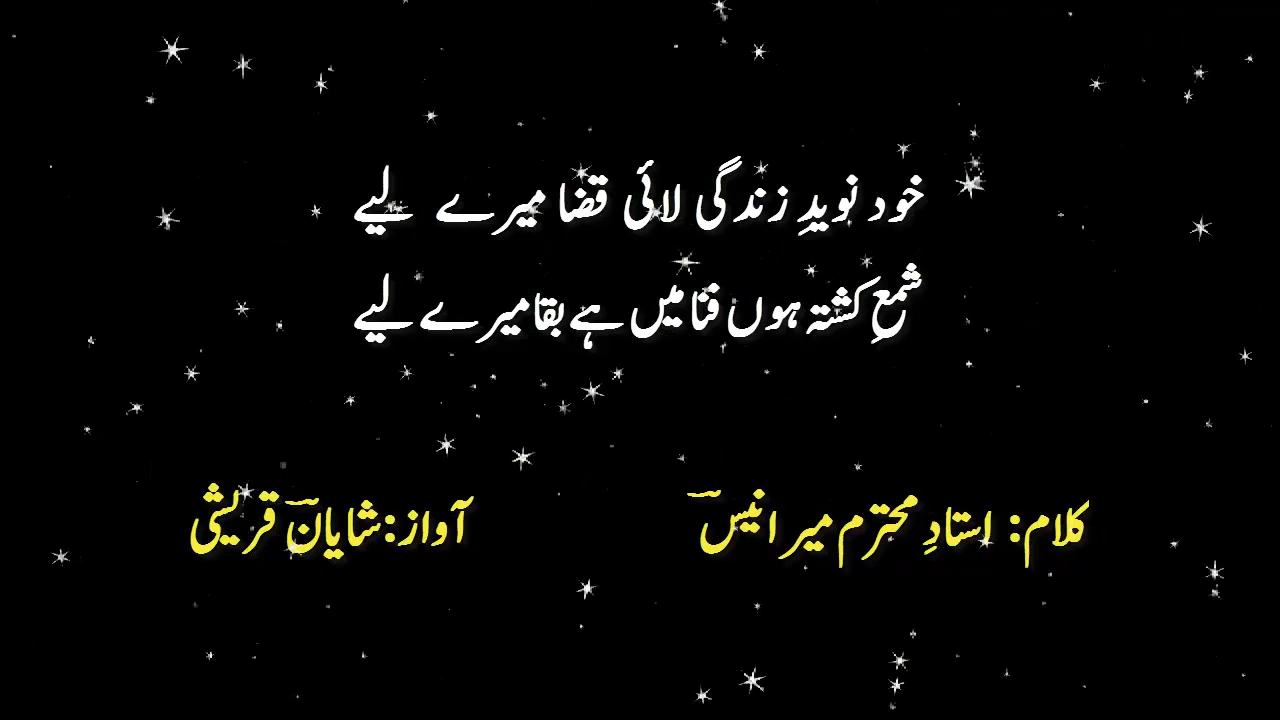 خود نویدِ زندگی لائی قضا میرے لیے
شمعِ کشتہ ہوں فنا میں ہے بقا میرے لیے
کلام: استادِ محترم میر انیسؔ
آواز: شایانؔ قریشی